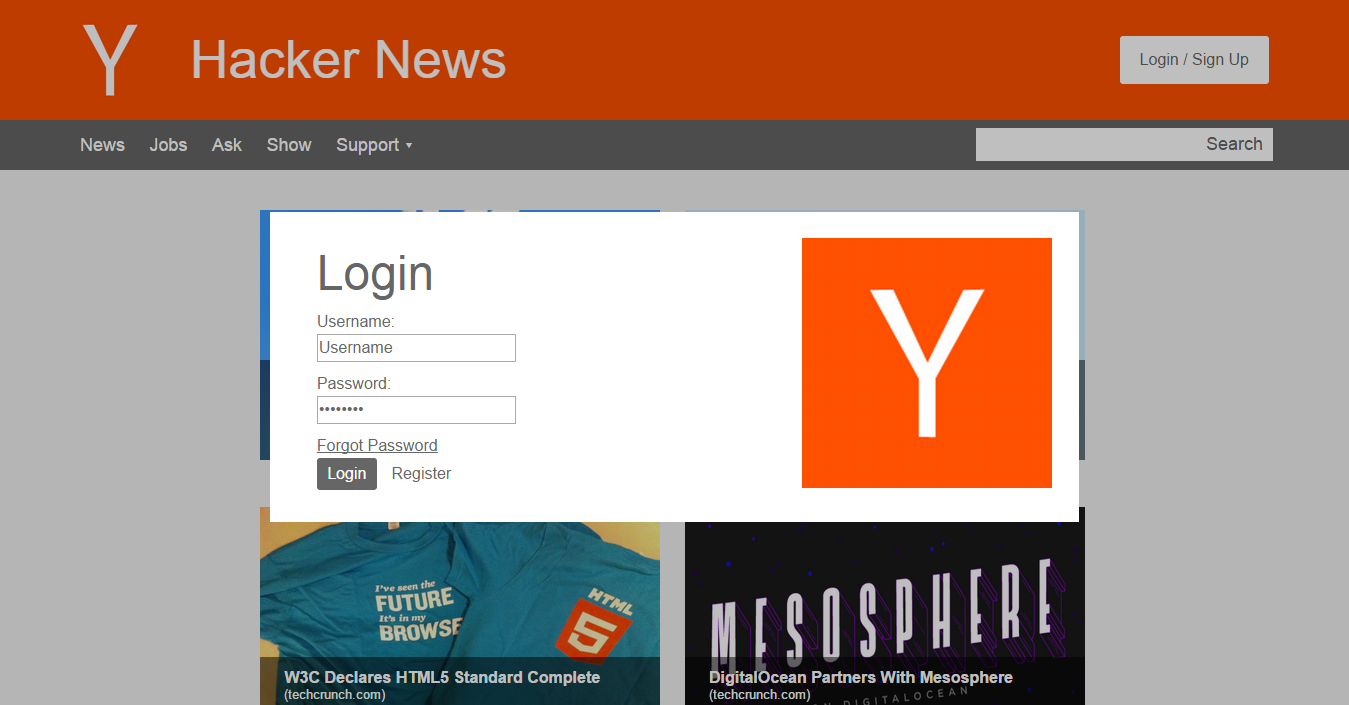 Y Hacker News
Login / Sign Up
News Jobs Ask Show Support
Search
Login
Username:
Username
Password:
••••••••
Forgot Password
Login Register
Y
I've seen the
FUTURE
It's in my
BROWSE
HTML
5
W3C Declares HTML5 Standard Complete
(techcrunch.com)
MESOSPHERE
ON DIGITALOCEAN
DigitalOcean Partners With Mesosphere
(techcrunch.com)